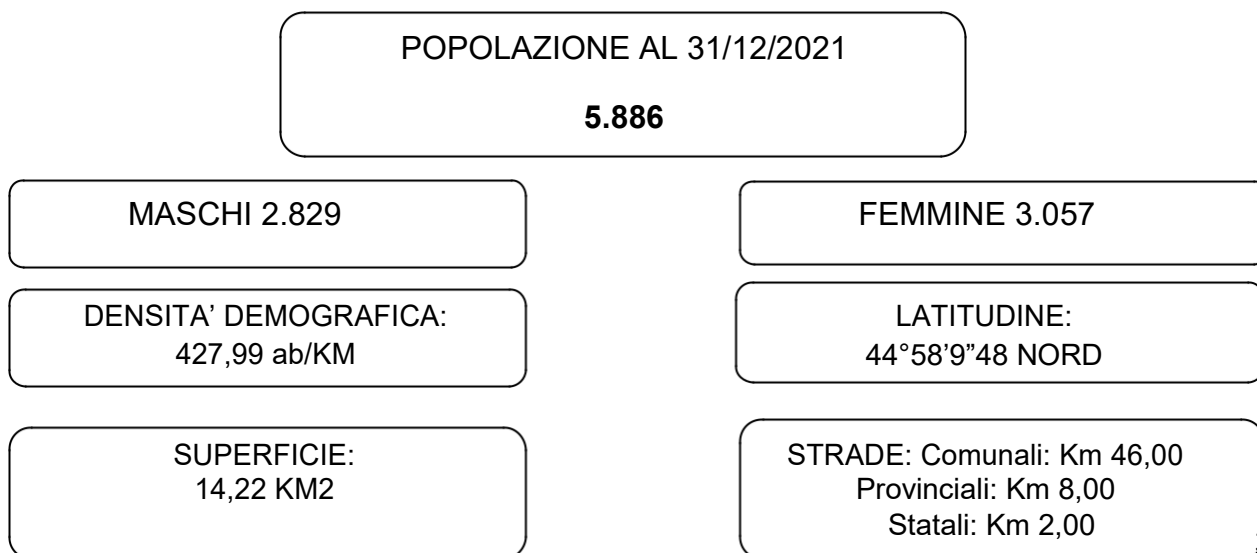 POPOLAZIONE AL 31/12/2021
5.886
MASCHI 2.829
FEMMINE 3.057
DENSITA’ DEMOGRAFICA:
427,99 ab/KM
LATITUDINE:
44°58’9”48 NORD
SUPERFICIE:
14,22 KM2
STRADE: Comunali: Km 46,00
Provinciali: Km 8,00
Statali: Km 2,00